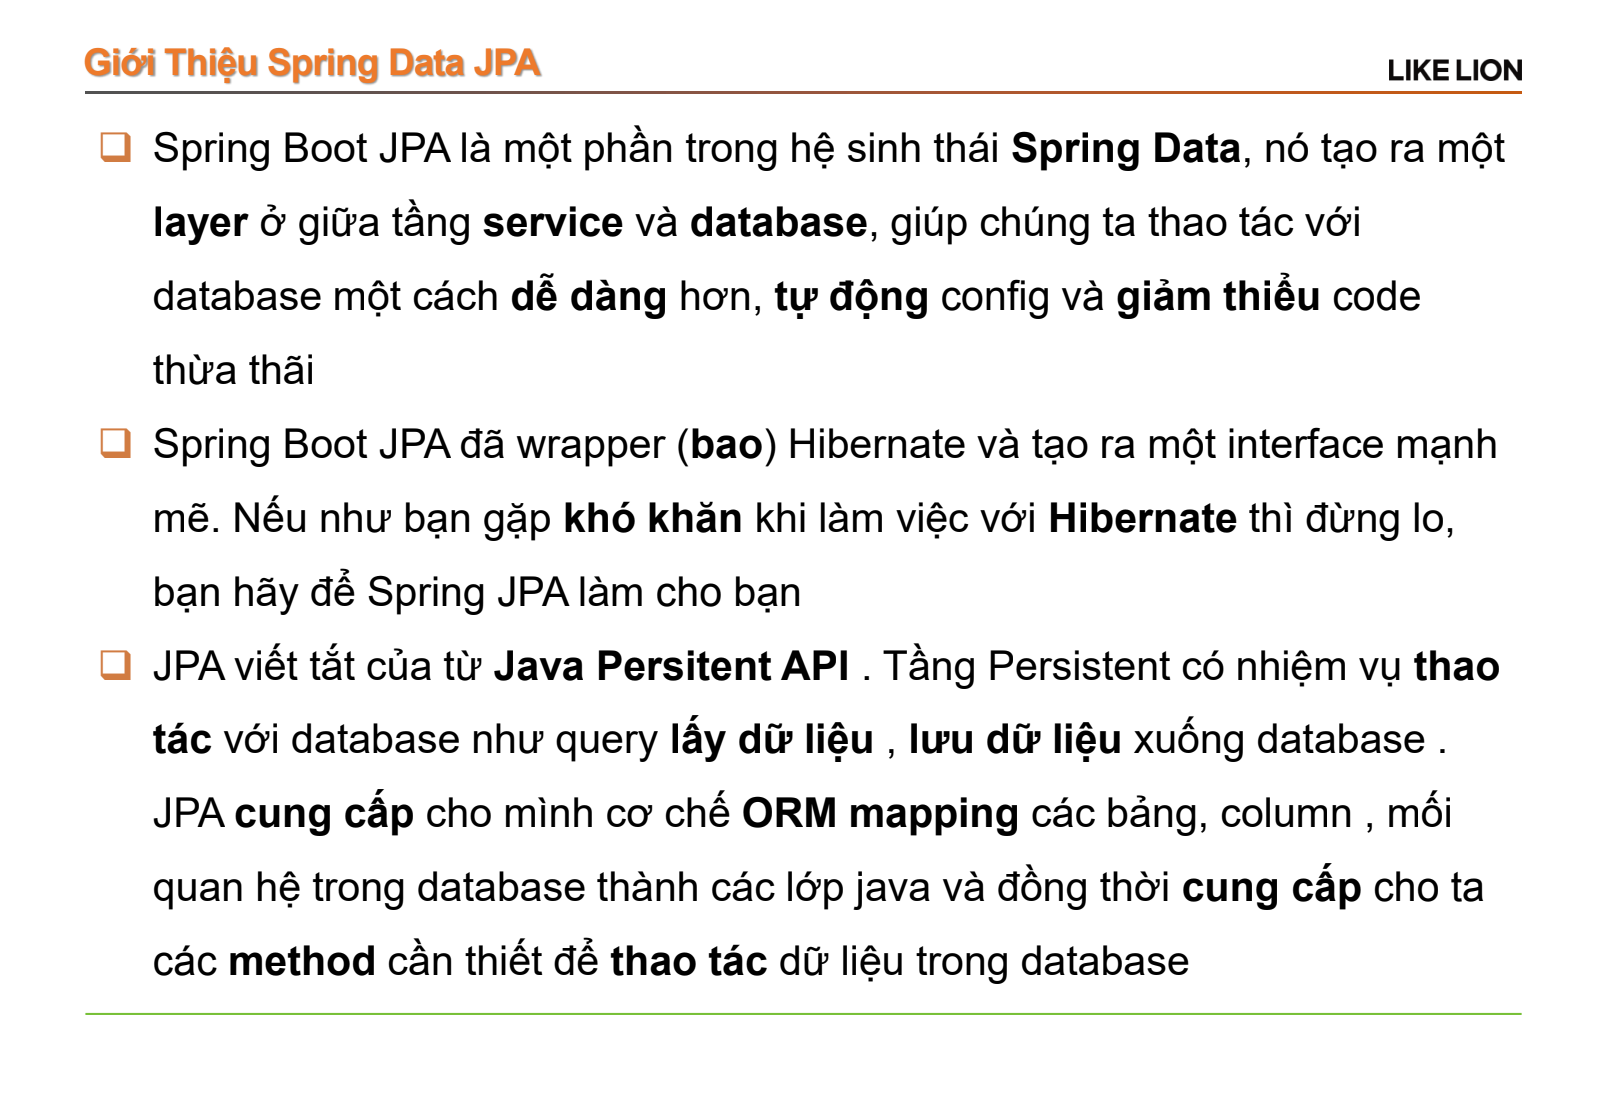 Giới Thiệu Spring Data JPA
LIKE LION
Spring Boot JPA là một phần trong hệ sinh thái Spring Data, nó tạo ra một
layer ở giữa tầng service và database, giúp chúng ta thao tác với
database một cách dễ dàng hơn, tự động config và giảm thiểu code
thừa thãi
Spring Boot JPA đã wrapper (bao) Hibernate và tạo ra một interface mạnh
mẽ. Nếu như bạn gặp khó khăn khi làm việc với Hibernate thì đừng lo,
bạn hãy để Spring JPA làm cho bạn
JPA viết tắt của từ Java Persitent API . Tầng Persistent có nhiệm vụ thao
tác với database như query lấy dữ liệu , lưu dữ liệu xuống database .
JPA cung cấp cho mình cơ chế ORM mapping các bảng, column , mối
quan hệ trong database thành các lớp java và đồng thời cung cấp cho ta
các method cần thiết để thao tác dữ liệu trong database